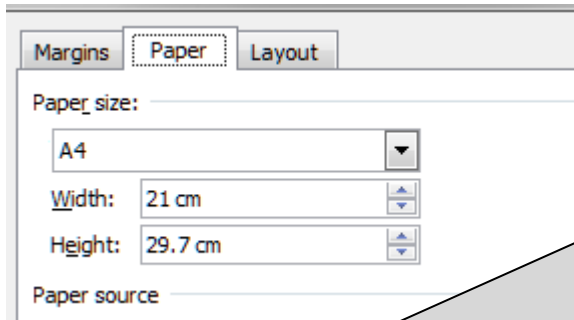 Margins Paper Layout
Paper size:
A4
Width: 21 cm
Height: 29.7 cm
Paper source